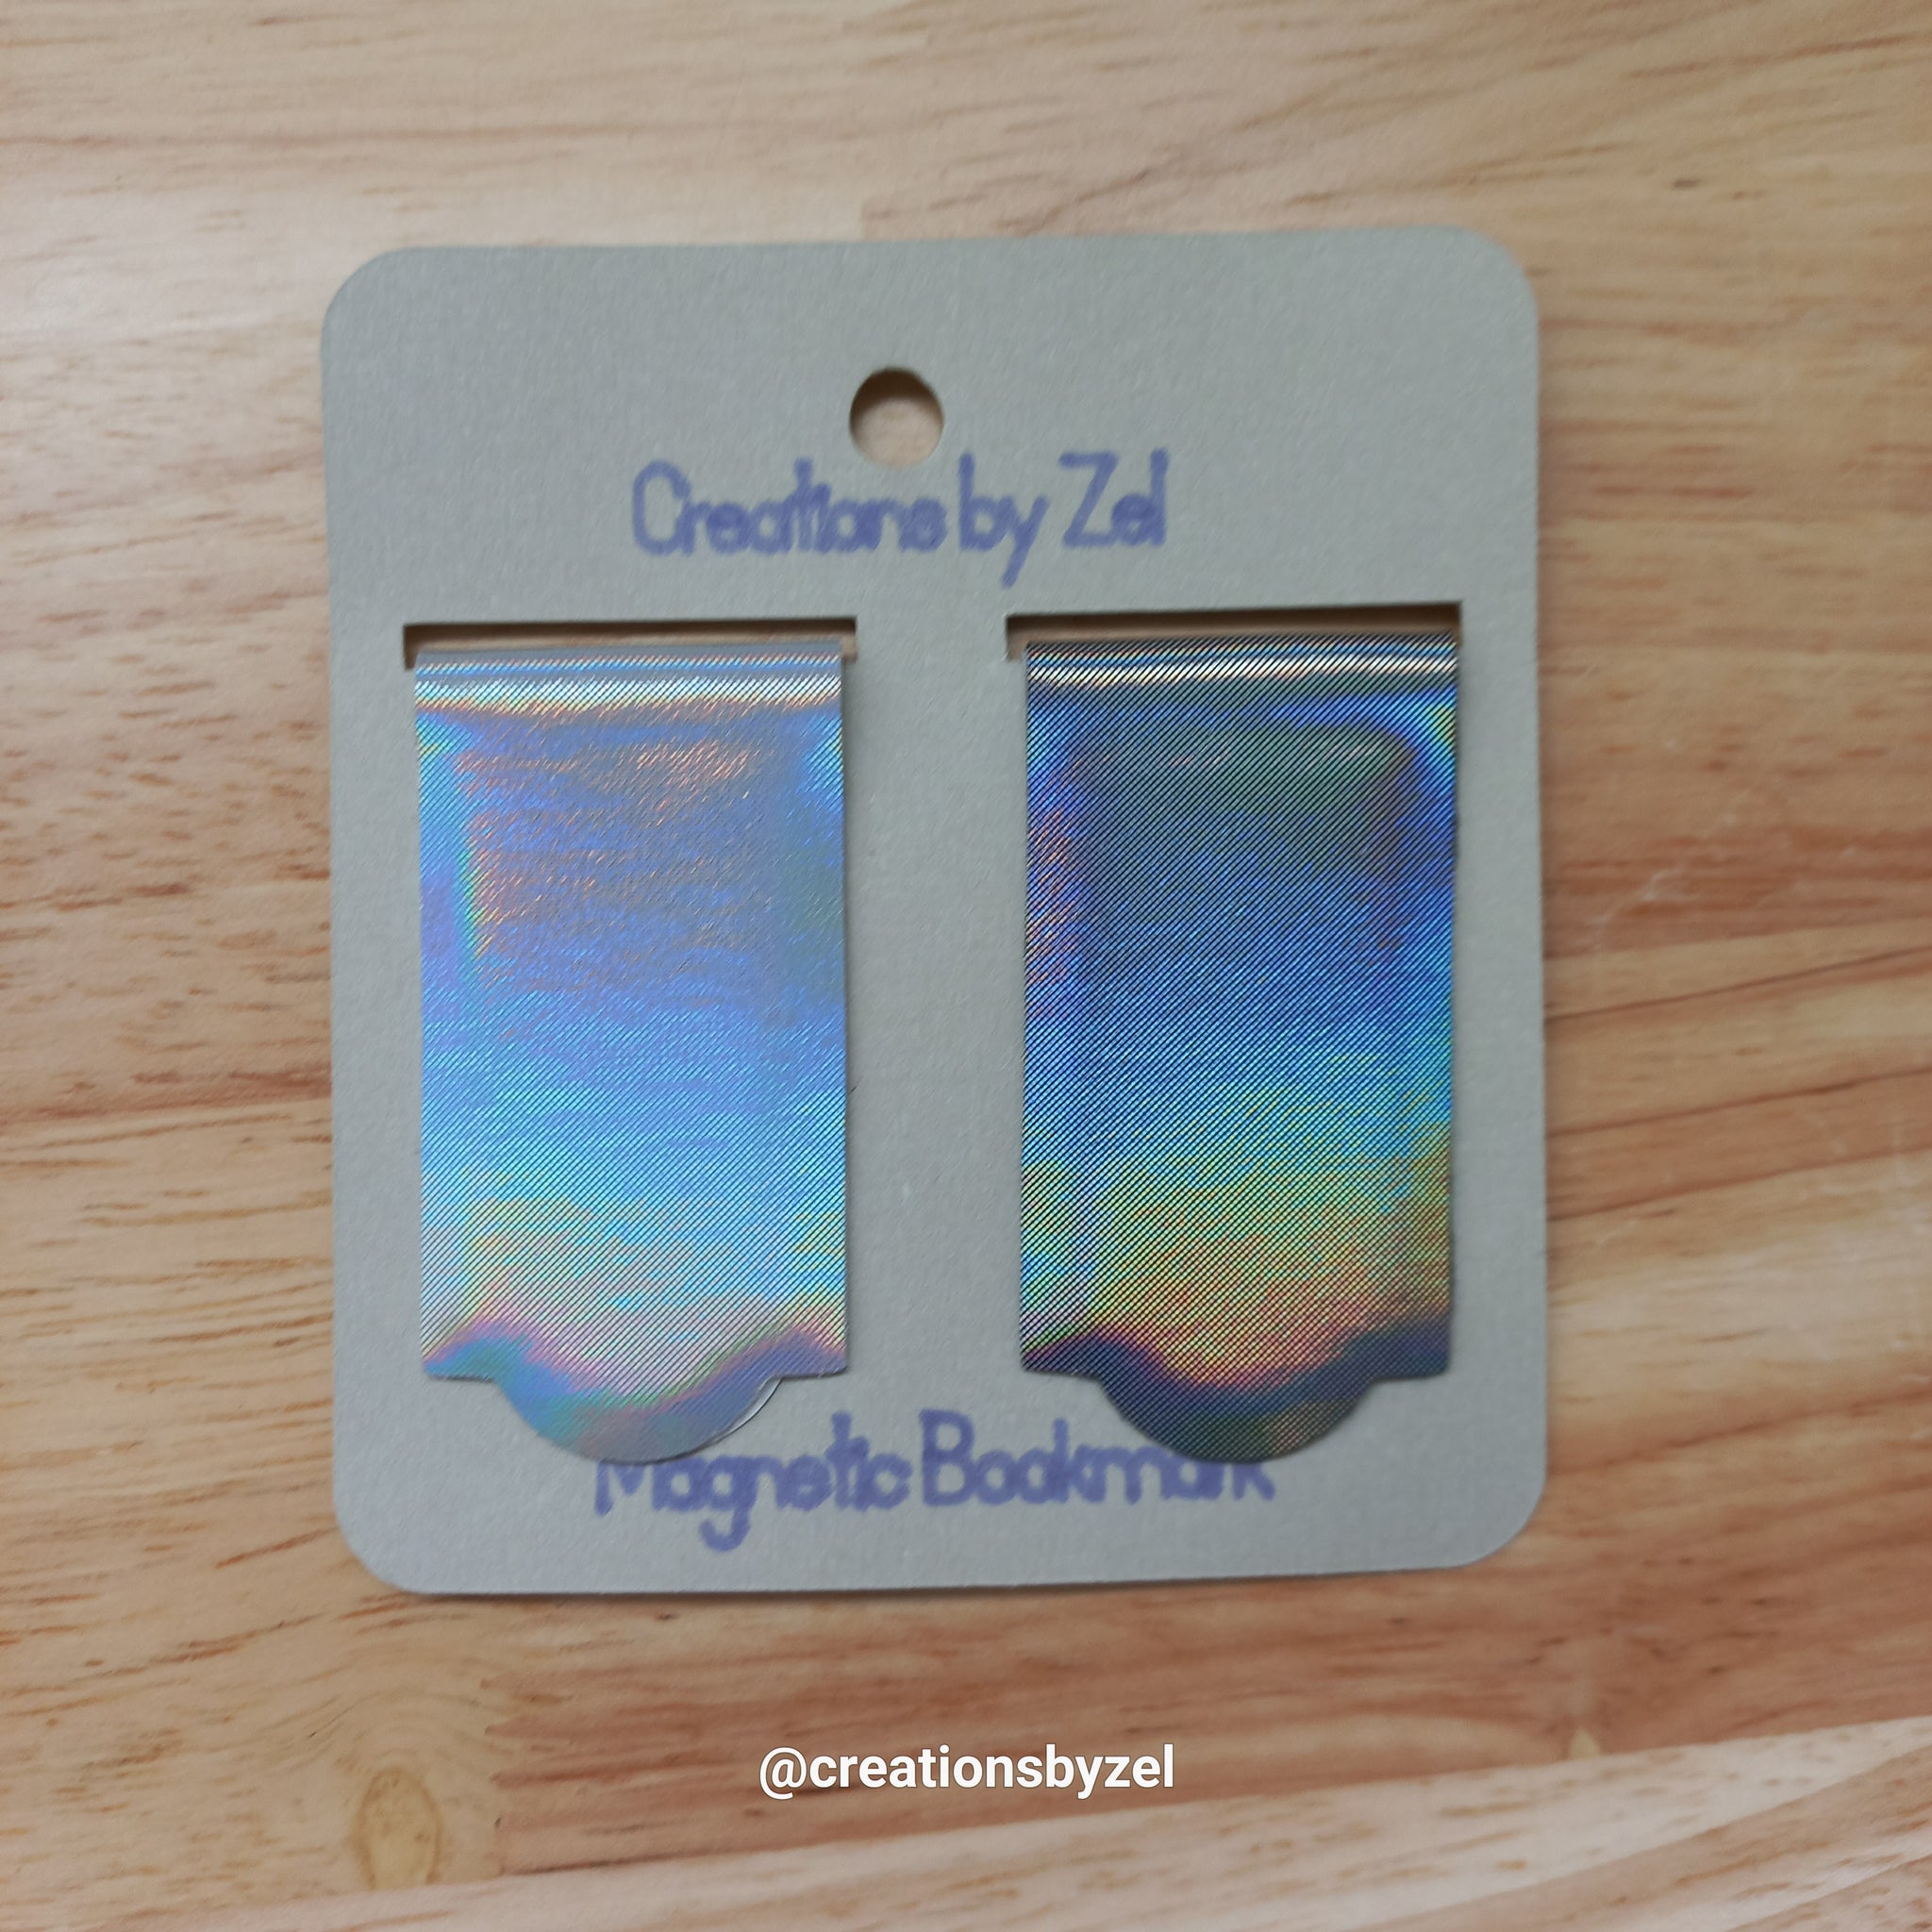 Creations by Zel
Magnetic Bookmark
@creationsbyzel